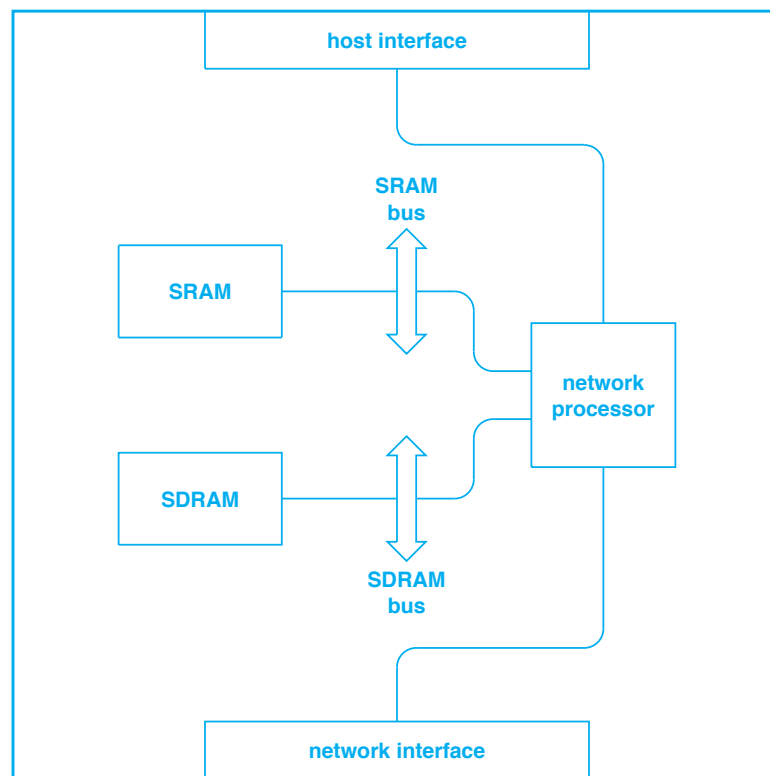 host interface
SRAM
bus
SRAM
network
processor
SDRAM
SDRAM
bus
network interface